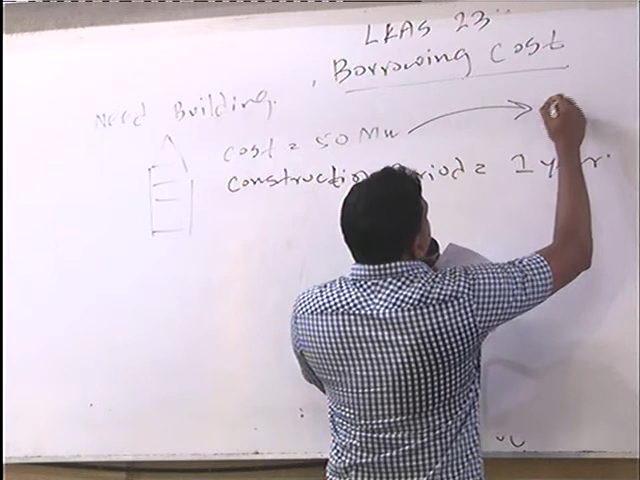 LKAS 23
Borrowing Cost
Need Building.
Cost = 50 Mn
Construction Period = 1 year.